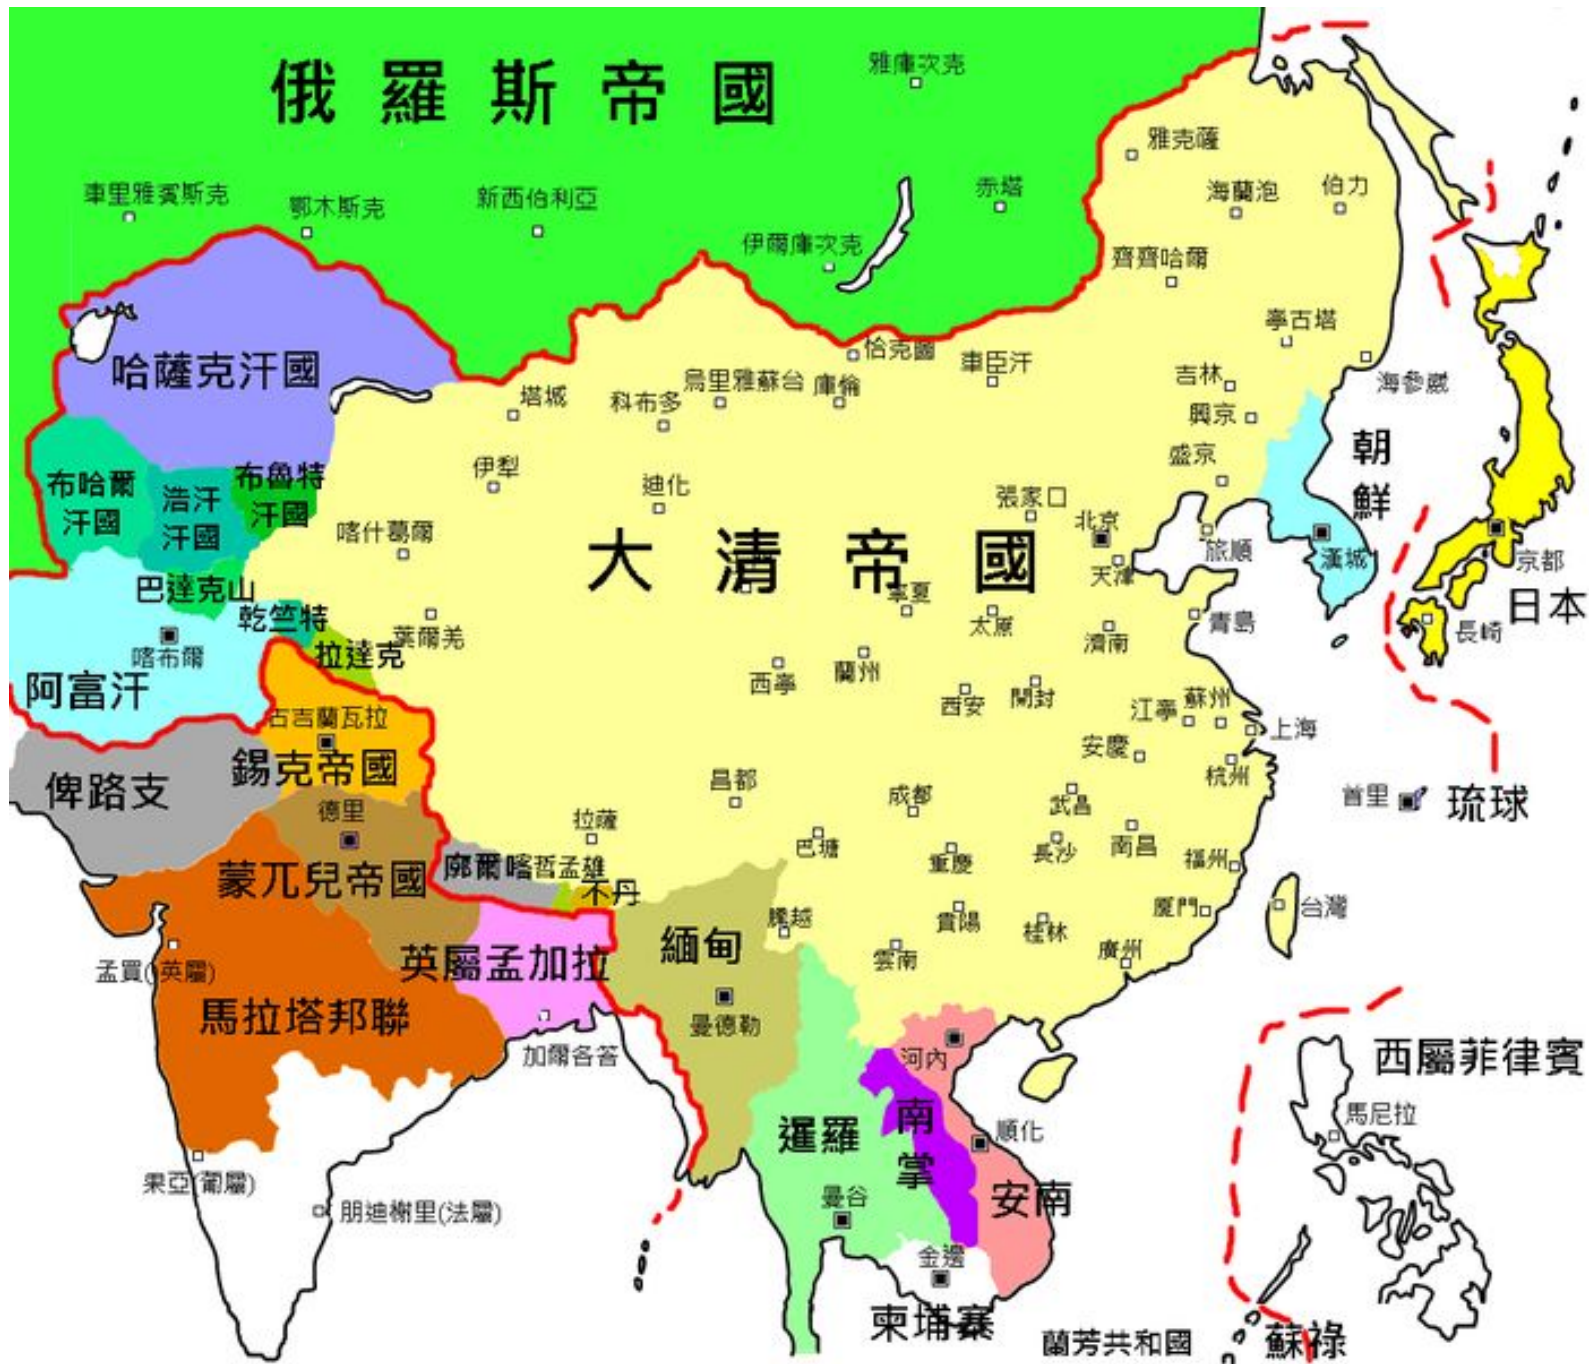 俄羅斯帝國
雅庫次克
雅克薩
車里雅賓斯克
鄂木斯克
新西伯利亞
赤塔
海蘭泡
伯力
伊爾庫次克
齊齊哈爾
亭古塔
哈薩克汗國
恰克圖
車臣汗
烏里雅蘇台
庫倫
塔城
科布多
吉林
海參崴
興京
朝鮮
盛京
布哈爾汗國
浩汗汗國
布魯特汗國
伊犁
迪化
張家口
北京
喀什葛爾
大清帝國
天津
旅順
漢城
京都
日本
巴達克山
乾竺特
葉爾羌
寧夏
太原
濟南
青島
長崎
喀布爾
拉達克
阿富汗
西亭
蘭州
西安
開封
江亭
蘇州
上海
古吉蘭瓦拉
安慶
杭州
錫克帝國
俾路支
昌都
成都
武昌
首里
琉球
德里
拉薩
巴塘
重慶
長沙
南昌
福州
蒙兀兒帝國
廓爾喀
哲孟雄
不丹
騰越
貴陽
桂林
廈門
台灣
緬甸
雲南
廣州
孟買(英屬)
英屬孟加拉
馬拉塔邦聯
曼德勒
加爾各答
河內
西屬菲律賓
南掌
順化
馬尼拉
暹羅
果亞(葡屬)
朋迪榭里(法屬)
曼谷
安南
金邊
柬埔寨
蘭芳共和國
蘇祿